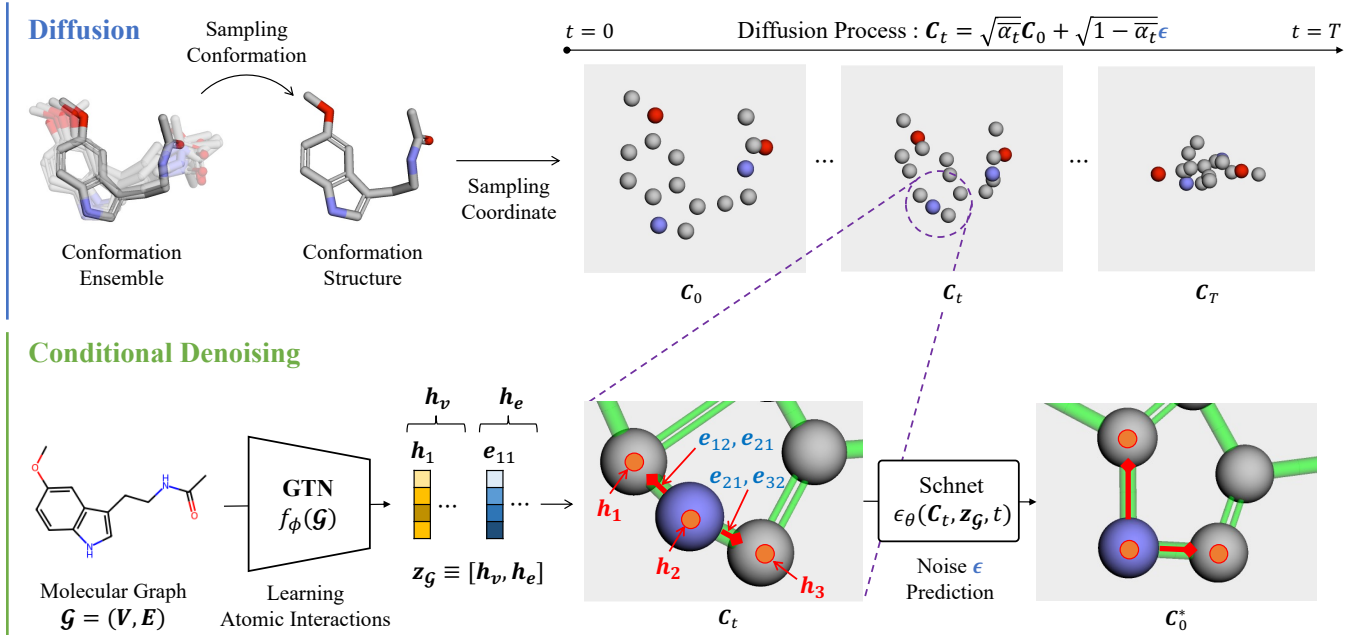 Diffusion
Sampling
Conformation
t = 0
Diffusion Process : C_t = √(α̅_t) C_0 + √(1 − α̅_t) ϵ
t = T
...
...
Sampling
Coordinate
Conformation
Ensemble
Conformation
Structure
C_0
C_t
C_T
Conditional Denoising
h_v
h_e
h_1
e_11
O
H
N
O
N
H
GTN
f_ϕ(G)
...
...
e_12, e_21
e_21, e_32
h_1
h_2
h_3
Schnet
ϵ_θ(C_t, z_G, t)
z_G ≡ [h_v, h_e]
Molecular Graph
G = (V, E)
Learning
Atomic Interactions
C_t
Noise ϵ
Prediction
C_0^*